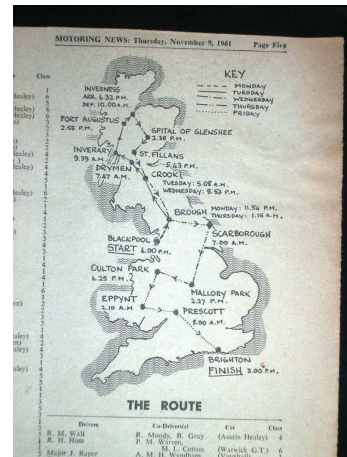 MOTORING NEWS: Thursday, November 9, 1961 Page Five
Class
KEY
MONDAY
TUESDAY
WEDNESDAY
THURSDAY
FRIDAY
INVERNESS
ARR. 6.32 P.M.
DEP. 10.00 A.M.
FORT AUGUSTUS
2.55 P.M.
SPITAL OF GLENSHEE
2.38 P.M.
ST. FILLANS
5.43 P.M.
INVERARY
9.39 A.M.
DRYMEN
7.47 A.M.
CROOK
TUESDAY: 5.08 A.M.
WEDNESDAY: 8.53 P.M.
BROUGH
MONDAY: 11.54 P.M.
THURSDAY: 1.15 A.M.
SCARBOROUGH
7.00 A.M.
BLACKPOOL
START 6.00 P.M.
OULTON PARK
6.25 P.M.
MALLORY PARK
2.27 P.M.
EPPYNT
2.10 A.M
PRESCOTT
8.00 A.M.
BRIGHTON
FINISH 3.00 P.M.
THE ROUTE
Drivers Co-Driver(s) Car Class
R. M. Wolf R. Moody, B. Gray (Austin Healey) 4
R. H. Ham P. M. Warren,
M. L. Cotton (Warwick G.T.) 6
Major J. Raper A. M. H. Wyndham